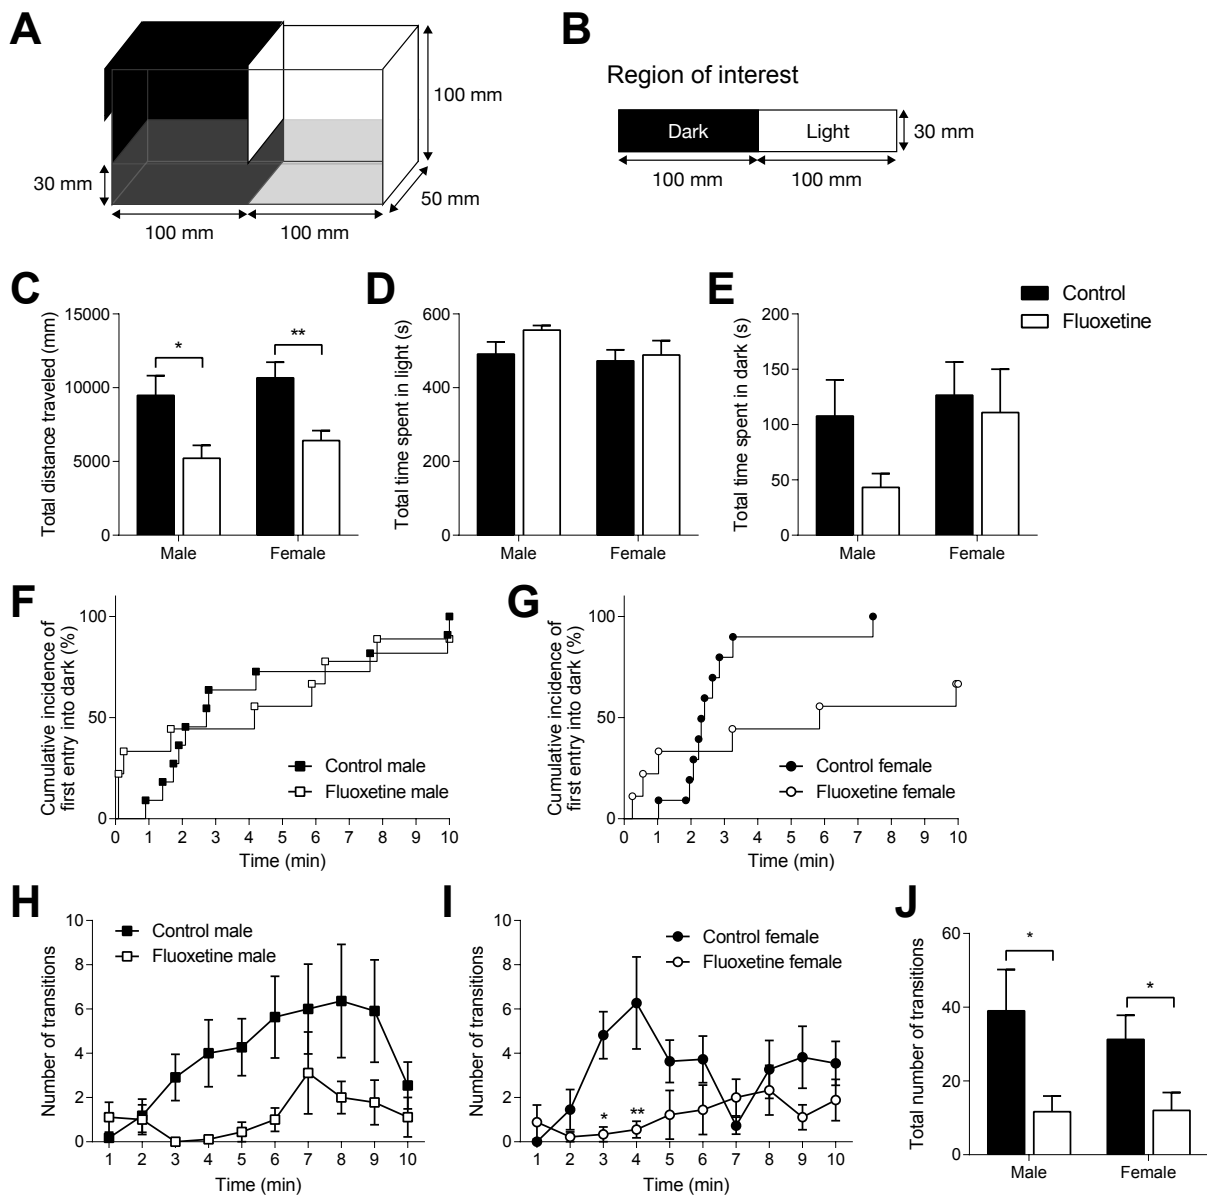 A
100 mm
30 mm
50 mm
100 mm
100 mm
B
Region of interest
Dark
Light
30 mm
100 mm
100 mm
C
Total distance traveled (mm)
15000
10000
5000
0
*
**
Male
Female
D
Total time spent in light (s)
600
400
200
0
Male
Female
E
Total time spent in dark (s)
200
150
100
50
0
Male
Female
Control
Fluoxetine
F
Cumulative incidence of
first entry into dark (%)
100
50
0
Control male
Fluoxetine male
0 1 2 3 4 5 6 7 8 9 10
Time (min)
G
Cumulative incidence of
first entry into dark (%)
100
50
0
Control female
Fluoxetine female
0 1 2 3 4 5 6 7 8 9 10
Time (min)
H
Number of transitions
10
8
6
4
2
0
Control male
Fluoxetine male
1 2 3 4 5 6 7 8 9 10
Time (min)
I
Number of transitions
10
8
6
4
2
0
Control female
Fluoxetine female
* **
1 2 3 4 5 6 7 8 9 10
Time (min)
J
Total number of transitions
60
40
20
0
*
*
Male
Female